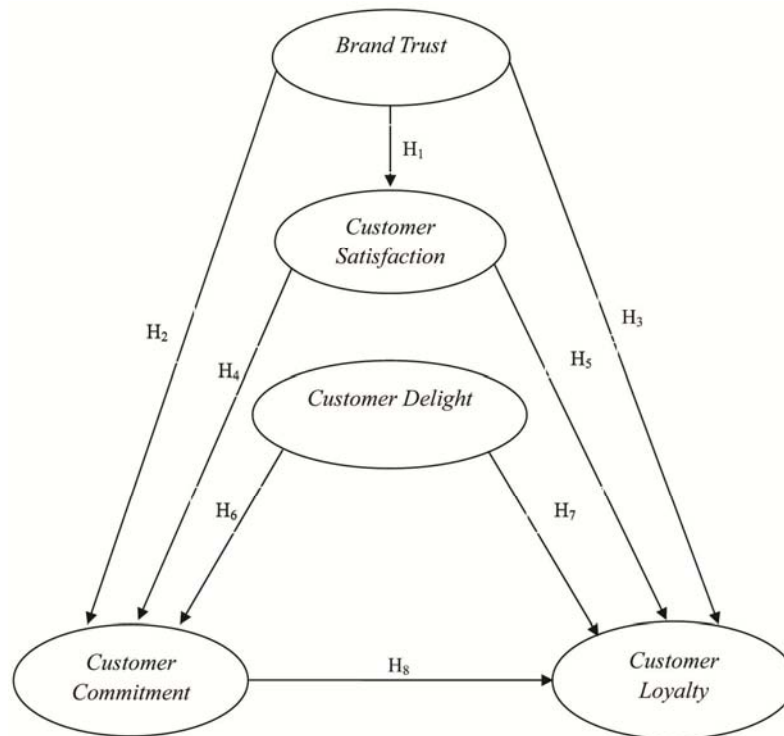 Brand Trust
H₁
Customer
Satisfaction
H₂
H₃
H₄
H₅
Customer Delight
H₆
H₇
Customer
Commitment
H₈
Customer
Loyalty